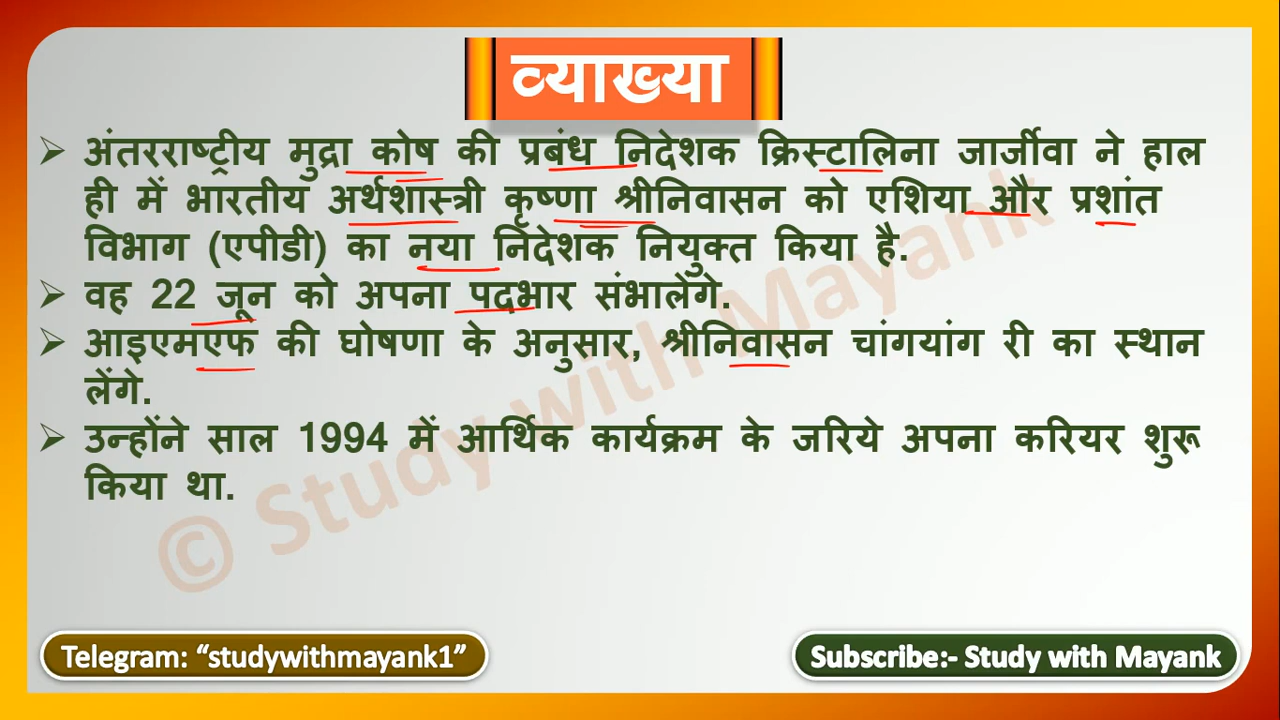 व्याख्या
➢ अंतरराष्ट्रीय मुद्रा कोष की प्रबंध निदेशक क्रिस्टालिना जार्जीवा ने हाल
ही में भारतीय अर्थशास्त्री कृष्णा श्रीनिवासन को एशिया और प्रशांत
विभाग (एपीडी) का नया निदेशक नियुक्त किया है.
➢ वह 22 जून को अपना पदभार संभालेंगे.
➢ आइएमएफ की घोषणा के अनुसार, श्रीनिवासन चांगयांग री का स्थान
लेंगे.
➢ उन्होंने साल 1994 में आर्थिक कार्यक्रम के जरिये अपना करियर शुरू
किया था.
© Study with Mayank
Telegram: “studywithmayank1”
Subscribe:- Study with Mayank